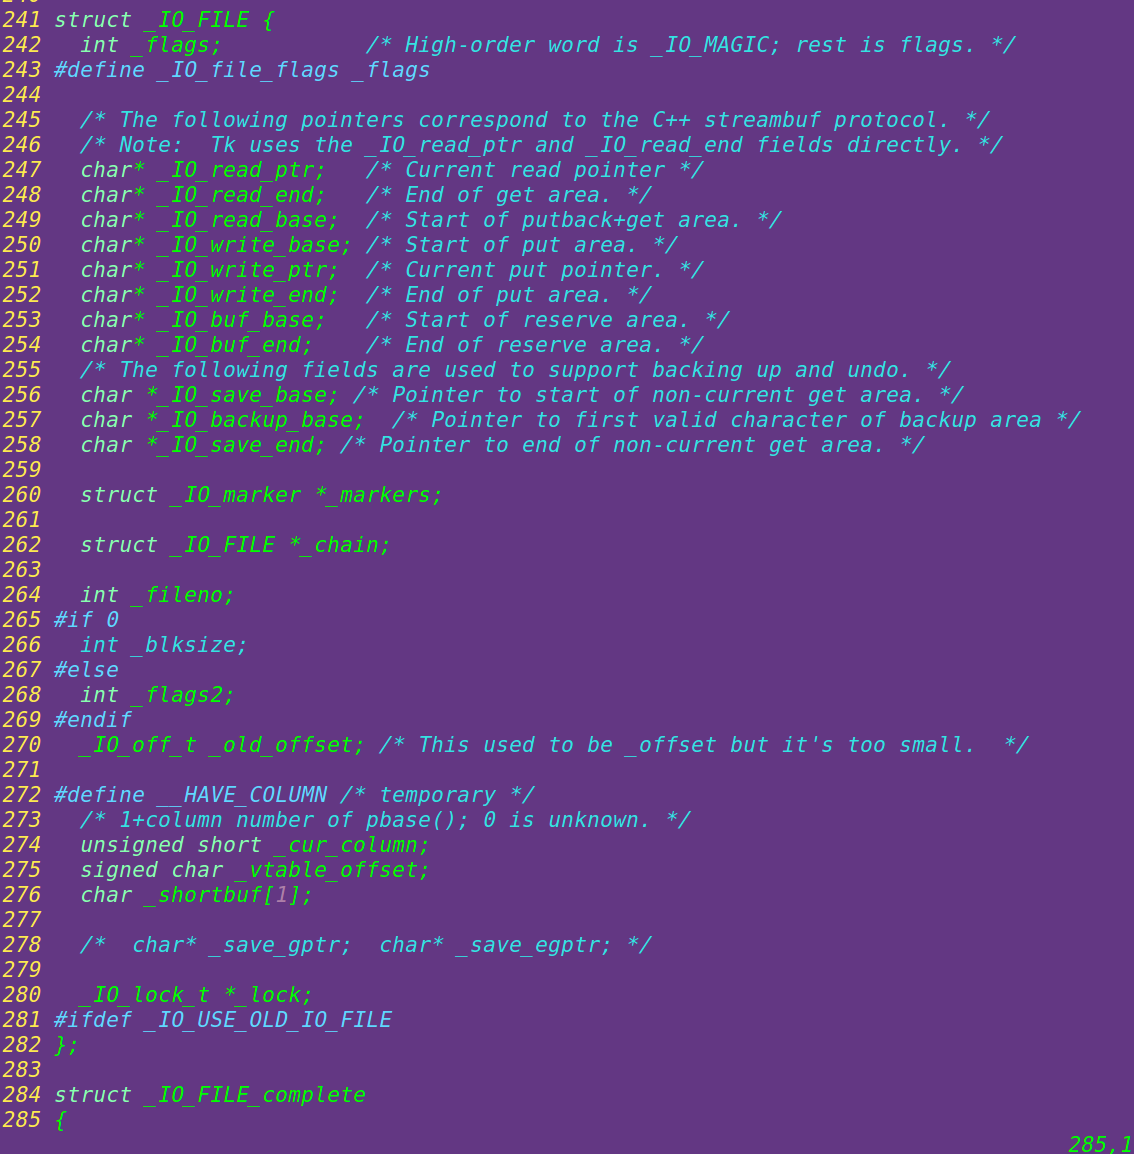 241 struct _IO_FILE {
242   int _flags;           /* High-order word is _IO_MAGIC; rest is flags. */
243 #define _IO_file_flags _flags
244
245   /* The following pointers correspond to the C++ streambuf protocol. */
246   /* Note:  Tk uses the _IO_read_ptr and _IO_read_end fields directly. */
247   char* _IO_read_ptr;   /* Current read pointer */
248   char* _IO_read_end;   /* End of get area. */
249   char* _IO_read_base;  /* Start of putback+get area. */
250   char* _IO_write_base; /* Start of put area. */
251   char* _IO_write_ptr;  /* Current put pointer. */
252   char* _IO_write_end;  /* End of put area. */
253   char* _IO_buf_base;   /* Start of reserve area. */
254   char* _IO_buf_end;    /* End of reserve area. */
255   /* The following fields are used to support backing up and undo. */
256   char *_IO_save_base; /* Pointer to start of non-current get area. */
257   char *_IO_backup_base;  /* Pointer to first valid character of backup area */
258   char *_IO_save_end; /* Pointer to end of non-current get area. */
259
260   struct _IO_marker *_markers;
261
262   struct _IO_FILE *_chain;
263
264   int _fileno;
265 #if 0
266   int _blksize;
267 #else
268   int _flags2;
269 #endif
270   _IO_off_t _old_offset; /* This used to be _offset but it's too small.  */
271
272 #define __HAVE_COLUMN /* temporary */
273   /* 1+column number of pbase(); 0 is unknown. */
274   unsigned short _cur_column;
275   signed char _vtable_offset;
276   char _shortbuf[1];
277
278   /*  char* _save_gptr;  char* _save_egptr; */
279
280   _IO_lock_t *_lock;
281 #ifdef _IO_USE_OLD_IO_FILE
282 };
283
284 struct _IO_FILE_complete
285 {
285,1